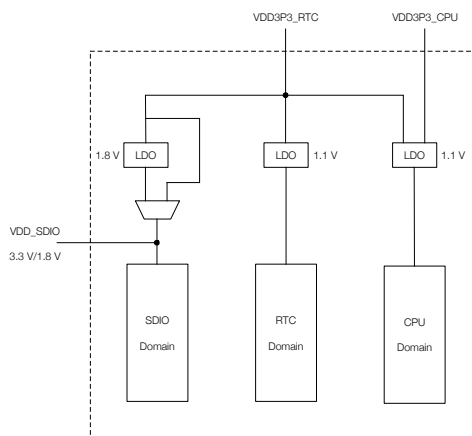 VDD3P3_RTC
VDD3P3_CPU
1.8 V
LDO
LDO
1.1 V
LDO
1.1 V
VDD_SDIO
3.3 V/1.8 V
SDIO
Domain
RTC
Domain
CPU
Domain